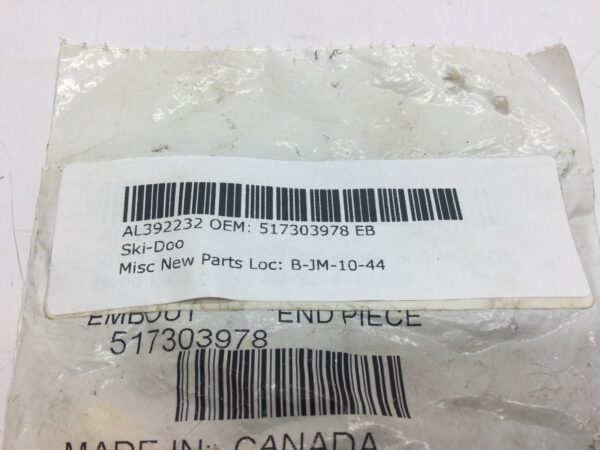 AL392232 OEM: 517303978 EB
Ski-Doo
Misc New Parts Loc: B-JM-10-44
EMBOUT END PIECE
517303978
MADE IN: CANADA